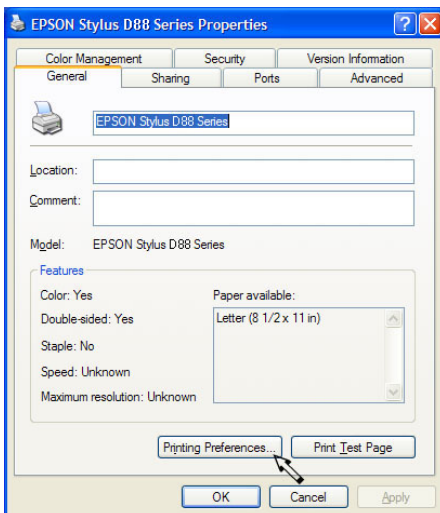 EPSON Stylus D88 Series Properties
Color Management Security Version Information
General Sharing Ports Advanced
EPSON Stylus D88 Series
Location:
Comment:
Model: EPSON Stylus D88 Series
Features
Color: Yes Paper available:
Double-sided: Yes Letter (8 1/2 x 11 in)
Staple: No
Speed: Unknown
Maximum resolution: Unknown
Printing Preferences... Print Test Page
OK Cancel Apply